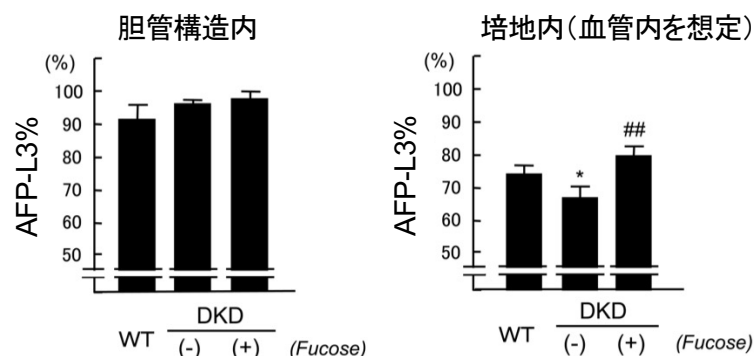 胆管構造内
(%)
AFP-L3%
100
90
80
70
60
50
WT
DKD
(-)
(+)
(Fucose)
培地内(血管内を想定)
(%)
AFP-L3%
100
90
80
70
60
50
*
##
WT
DKD
(-)
(+)
(Fucose)